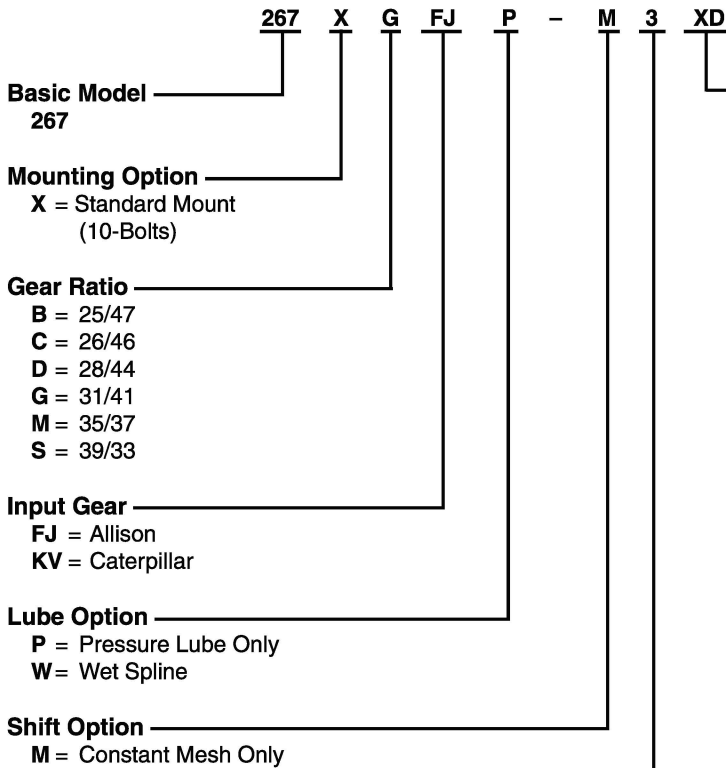 267 X G FJ P – M 3 XD
Basic Model
267
Mounting Option
X = Standard Mount
(10-Bolts)
Gear Ratio
B = 25/47
C = 26/46
D = 28/44
G = 31/41
M = 35/37
S = 39/33
Input Gear
FJ = Allison
KV = Caterpillar
Lube Option
P = Pressure Lube Only
W = Wet Spline
Shift Option
M = Constant Mesh Only